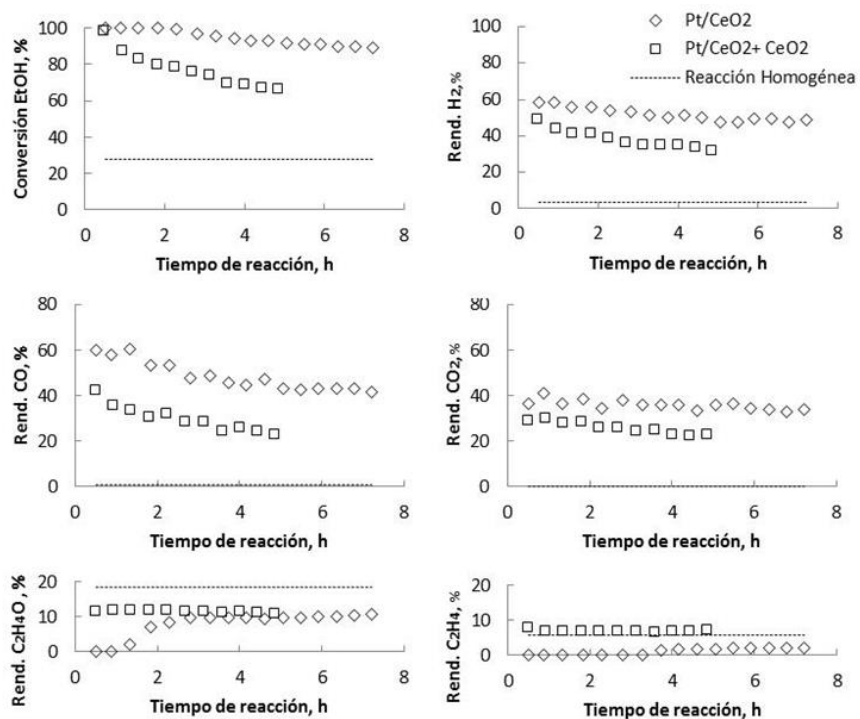 Conversión EtOH, %
100
80
60
40
20
0
0 2 4 6 8
Tiempo de reacción, h
Pt/CeO2
Pt/CeO2+ CeO2
Reacción Homogénea
Rend. H2,%
100
80
60
40
20
0
0 2 4 6 8
Tiempo de reacción, h
Rend. CO, %
80
60
40
20
0
0 2 4 6 8
Tiempo de reacción, h
Rend. CO2,%
80
60
40
20
0
0 2 4 6 8
Tiempo de reacción, h
Rend. C2H4O , %
20
10
0
0 2 4 6 8
Tiempo de reacción, h
Rend. C2H4, %
20
10
0
0 2 4 6 8
Tiempo de reacción, h